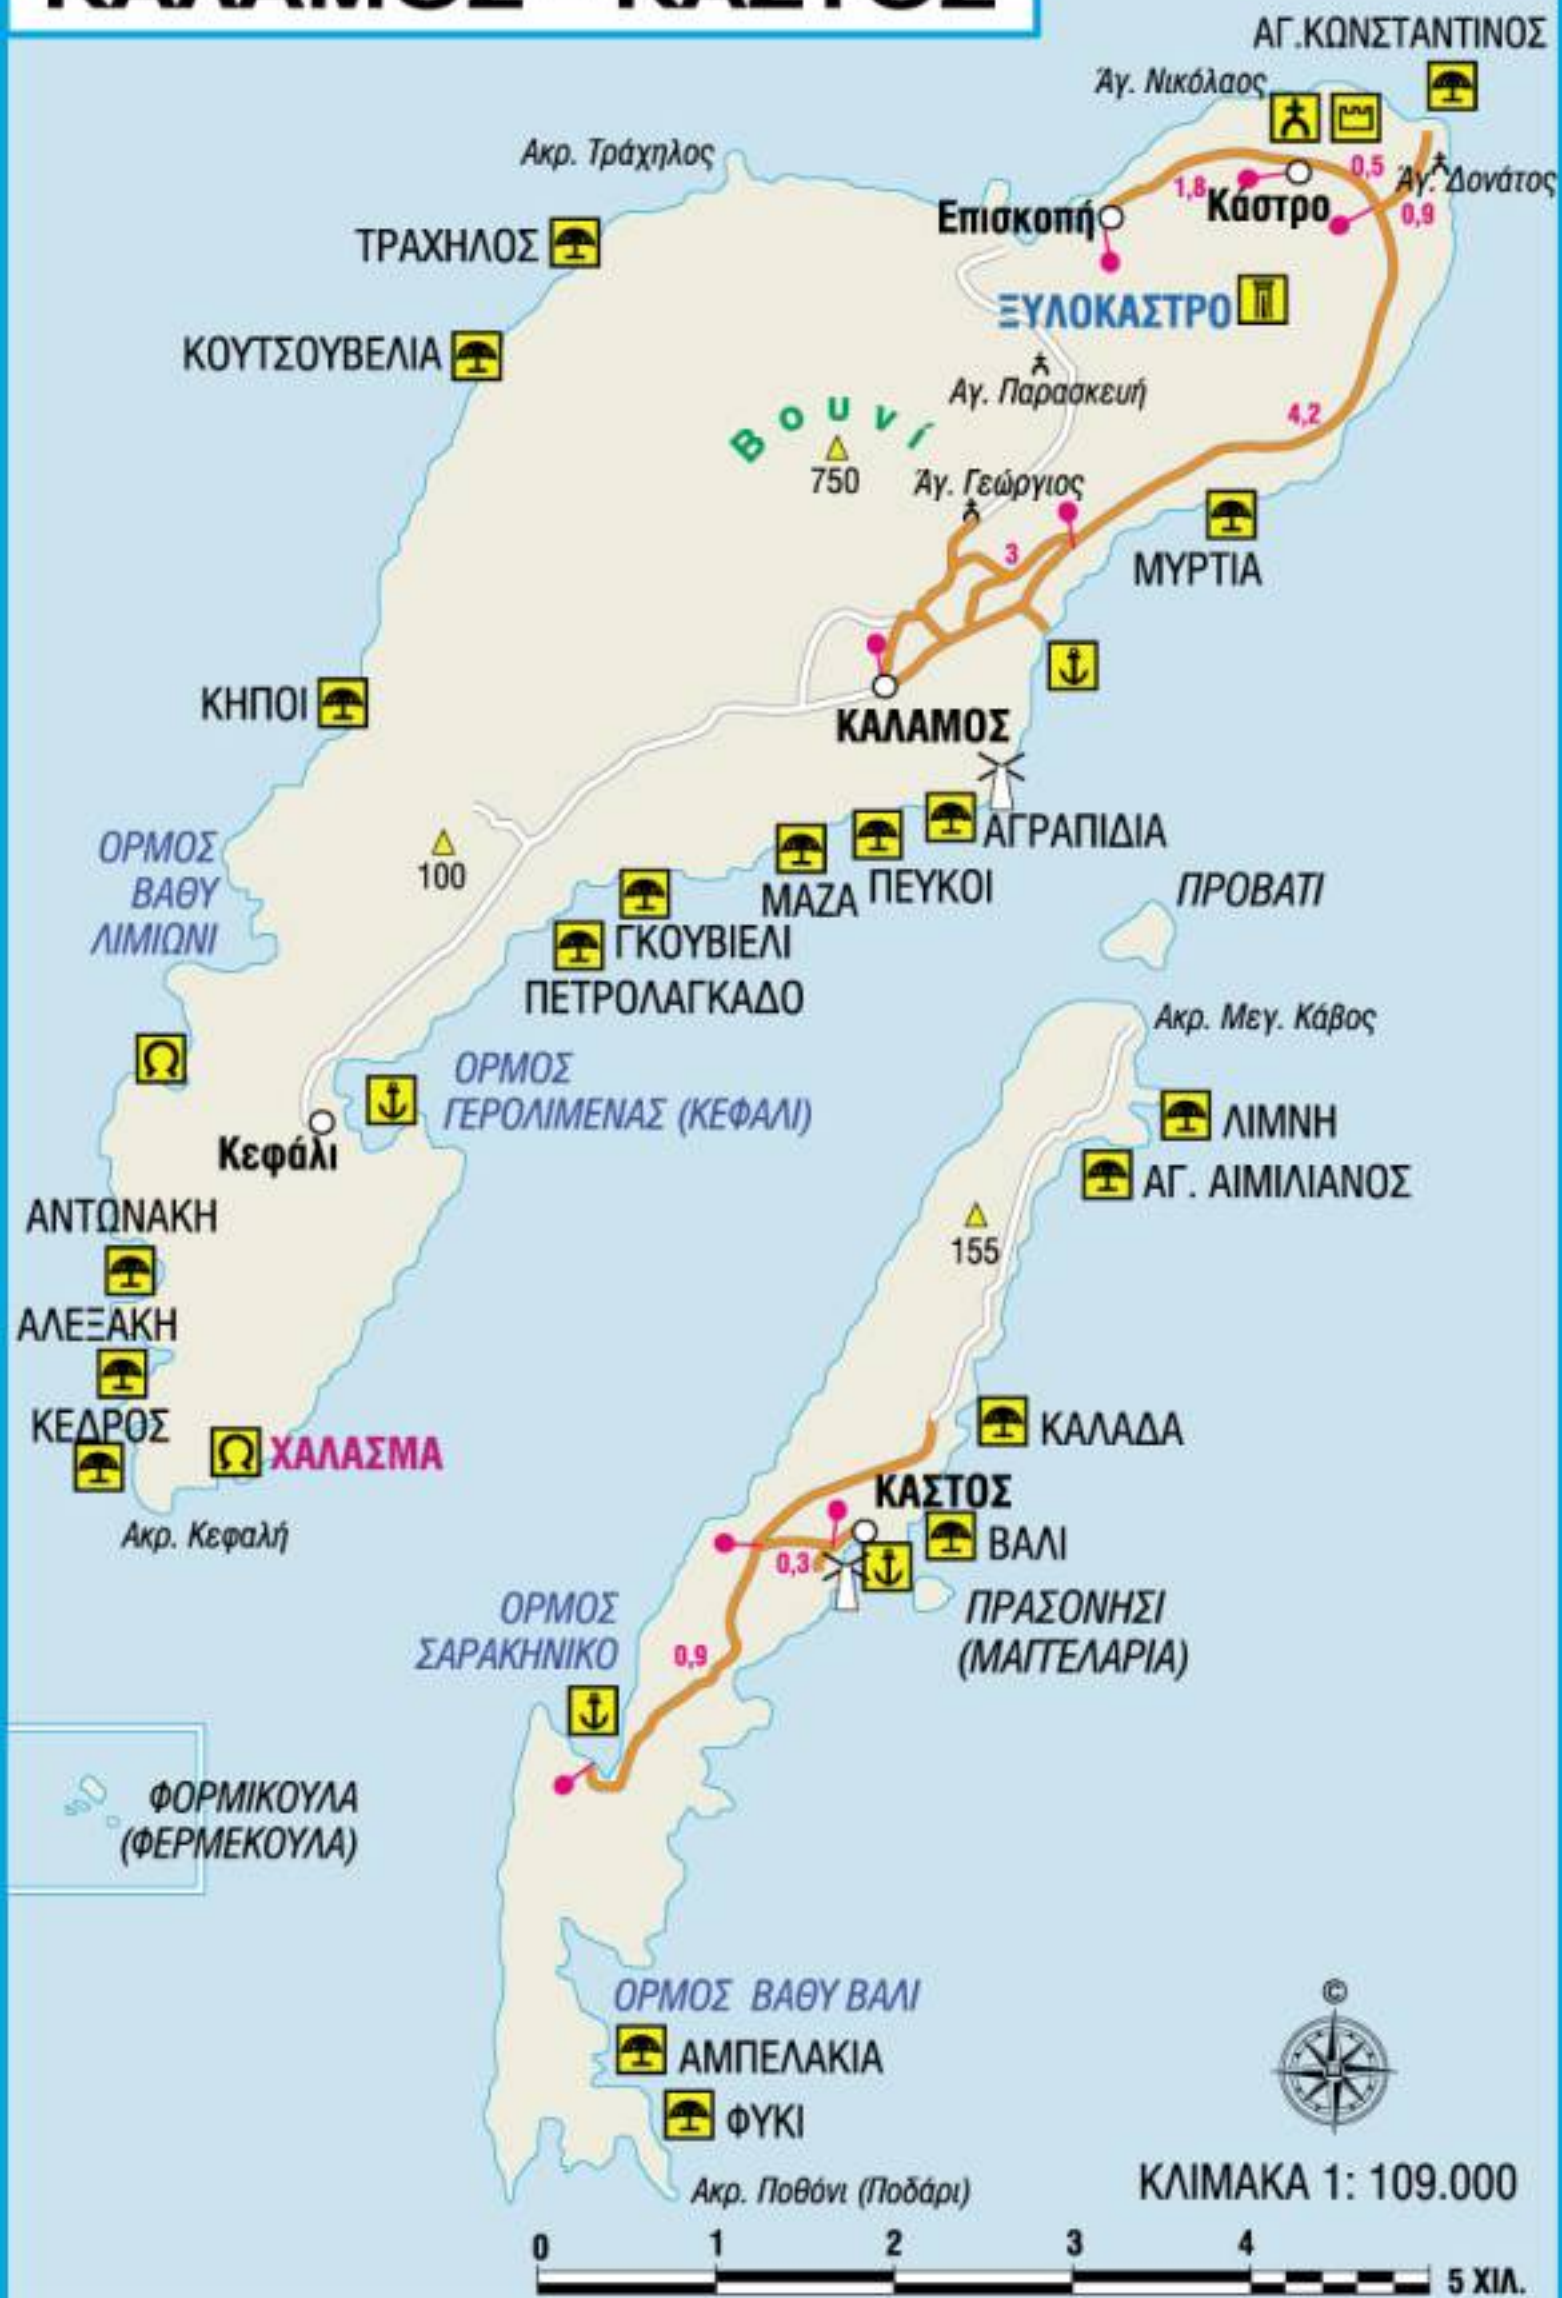 ΚΑΛΑΜΟΣ - ΚΑΣΤΟΣ
ΑΓ.ΚΩΝΣΤΑΝΤΙΝΟΣ
Άγ. Νικόλαος
Ακρ. Τράχηλος
0,5
Άγ. Δονάτος
1,8
Κάστρο
0,9
Επισκοπή
ΤΡΑΧΗΛΟΣ
ΞΥΛΟΚΑΣΤΡΟ
ΚΟΥΤΣΟΥΒΕΛΙΑ
Αγ. Παρασκευή
Βουνί
4,2
750
Άγ. Γεώργιος
3
ΜΥΡΤΙΑ
ΚΗΠΟΙ
ΚΑΛΑΜΟΣ
ΑΓΡΑΠΙΔΙΑ
ΟΡΜΟΣ
ΒΑΘΥ
ΛΙΜΙΩΝΙ
100
ΜΑΖΑ
ΠΕΥΚΟΙ
ΠΡΟΒΑΤΙ
ΓΚΟΥΒΙΕΛΙ
ΠΕΤΡΟΛΑΓΚΑΔΟ
Ακρ. Μεγ. Κάβος
ΟΡΜΟΣ
ΓΕΡΟΛΙΜΕΝΑΣ (ΚΕΦΑΛΙ)
ΛΙΜΝΗ
Κεφάλι
ΑΓ. ΑΙΜΙΛΙΑΝΟΣ
ΑΝΤΩΝΑΚΗ
155
ΑΛΕΞΑΚΗ
ΚΕΔΡΟΣ
ΧΑΛΑΣΜΑ
ΚΑΛΑΔΑ
ΚΑΣΤΟΣ
Ακρ. Κεφαλή
ΒΑΛΙ
0,3
ΟΡΜΟΣ
ΣΑΡΑΚΗΝΙΚΟ
ΠΡΑΣΟΝΗΣΙ
(ΜΑΓΓΕΛΑΡΙΑ)
0,9
ΦΟΡΜΙΚΟΥΛΑ
(ΦΕΡΜΕΚΟΥΛΑ)
ΟΡΜΟΣ ΒΑΘΥ ΒΑΛΙ
©
ΑΜΠΕΛΑΚΙΑ
ΦΥΚΙ
Ακρ. Ποθόνι (Ποδάρι)
ΚΛΙΜΑΚΑ 1: 109.000
0 1 2 3 4 5 ΧΙΛ.